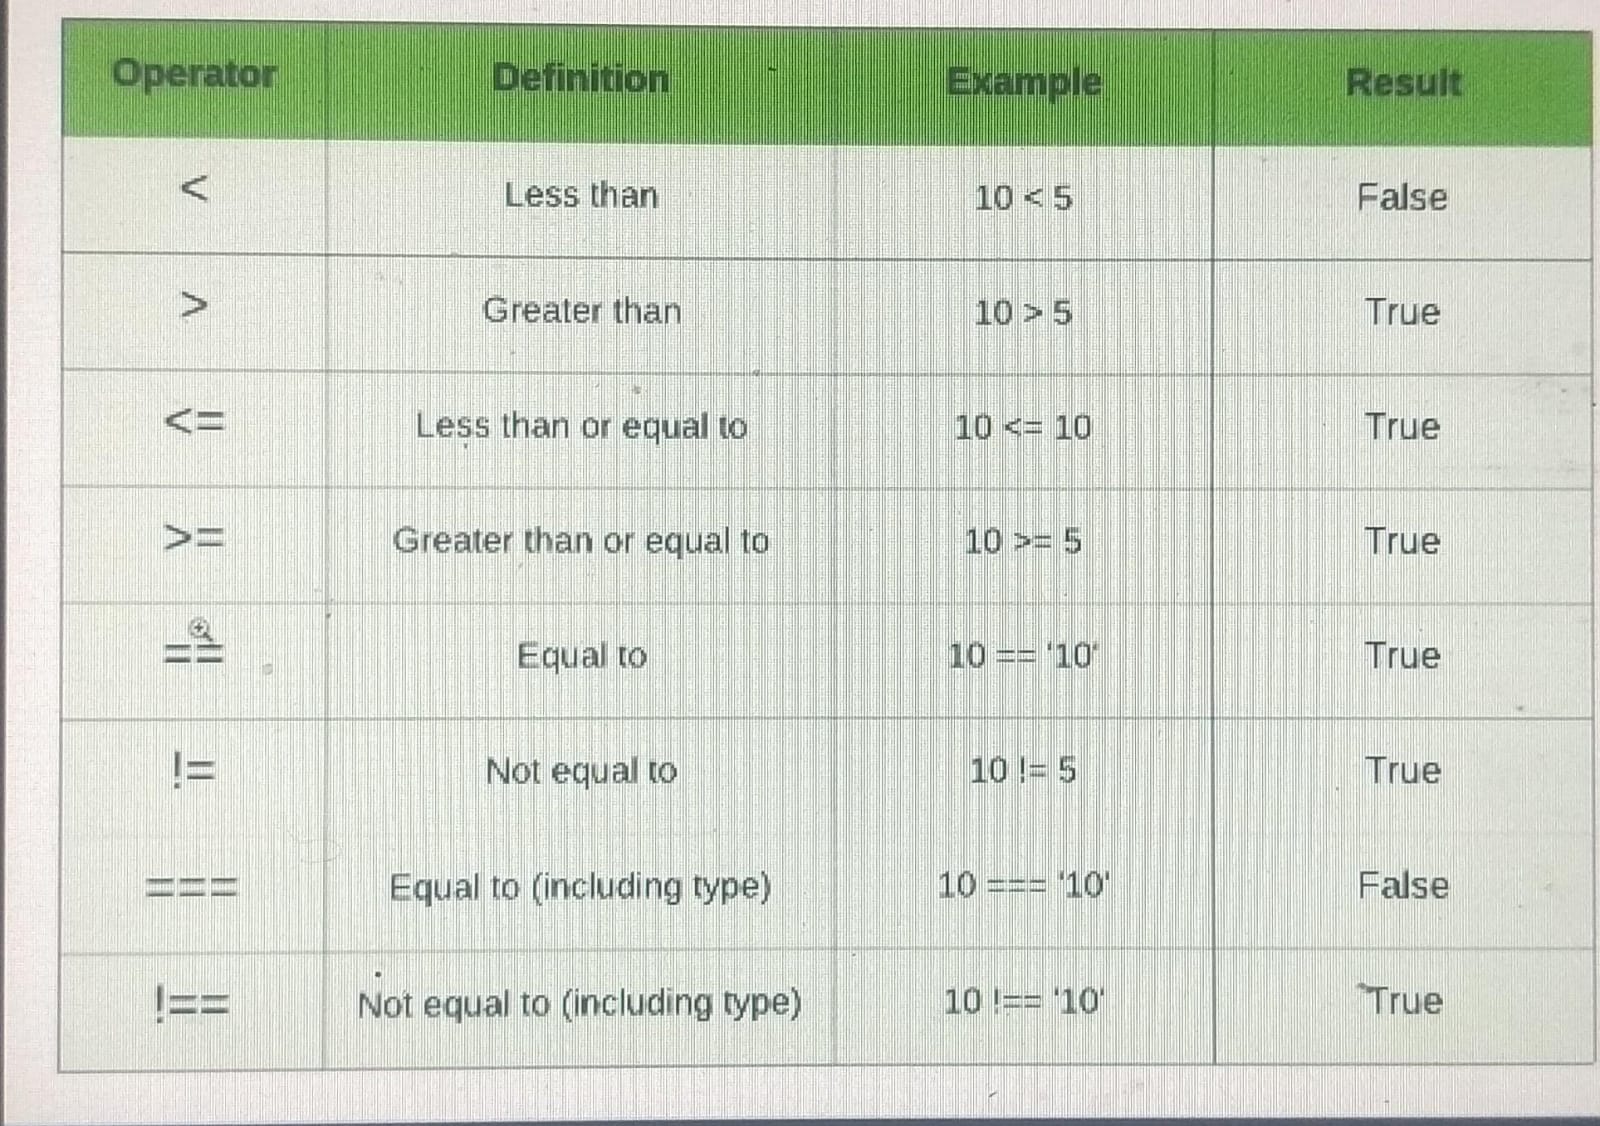 Operator Definition Example Result
< Less than 10 < 5 False
> Greater than 10 > 5 True
<= Less than or equal to 10 <= 10 True
>= Greater than or equal to 10 >= 5 True
== Equal to 10 == '10' True
!= Not equal to 10 != 5 True
=== Equal to (including type) 10 === '10' False
!== Not equal to (including type) 10 !== '10' True